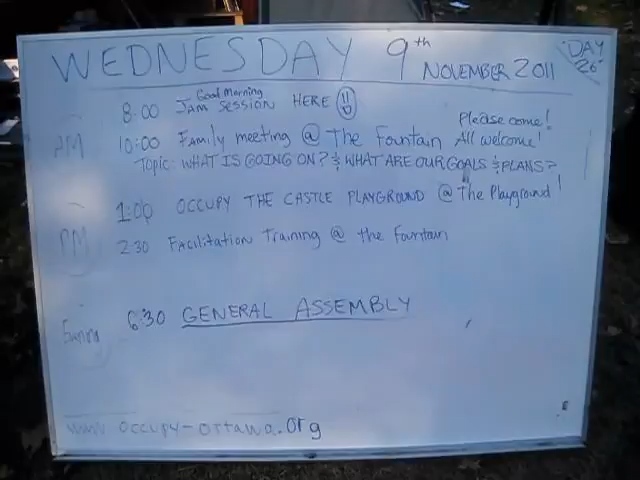 WEDNESDAY 9th NOVEMBER 2011
DAY 26
Good Morning
8:00 JAM SESSION HERE
Please come!
AM 10:00 Family meeting @ The Fountain All welcome!
Topic: WHAT IS GOING ON? & WHAT ARE OUR GOALS & PLANS?
1:00 OCCUPY THE CASTLE PLAYGROUND @ The Playground!
PM 2:30 Facilitation Training @ the Fountain
6:30 GENERAL ASSEMBLY
www.occupy-ottawa.org